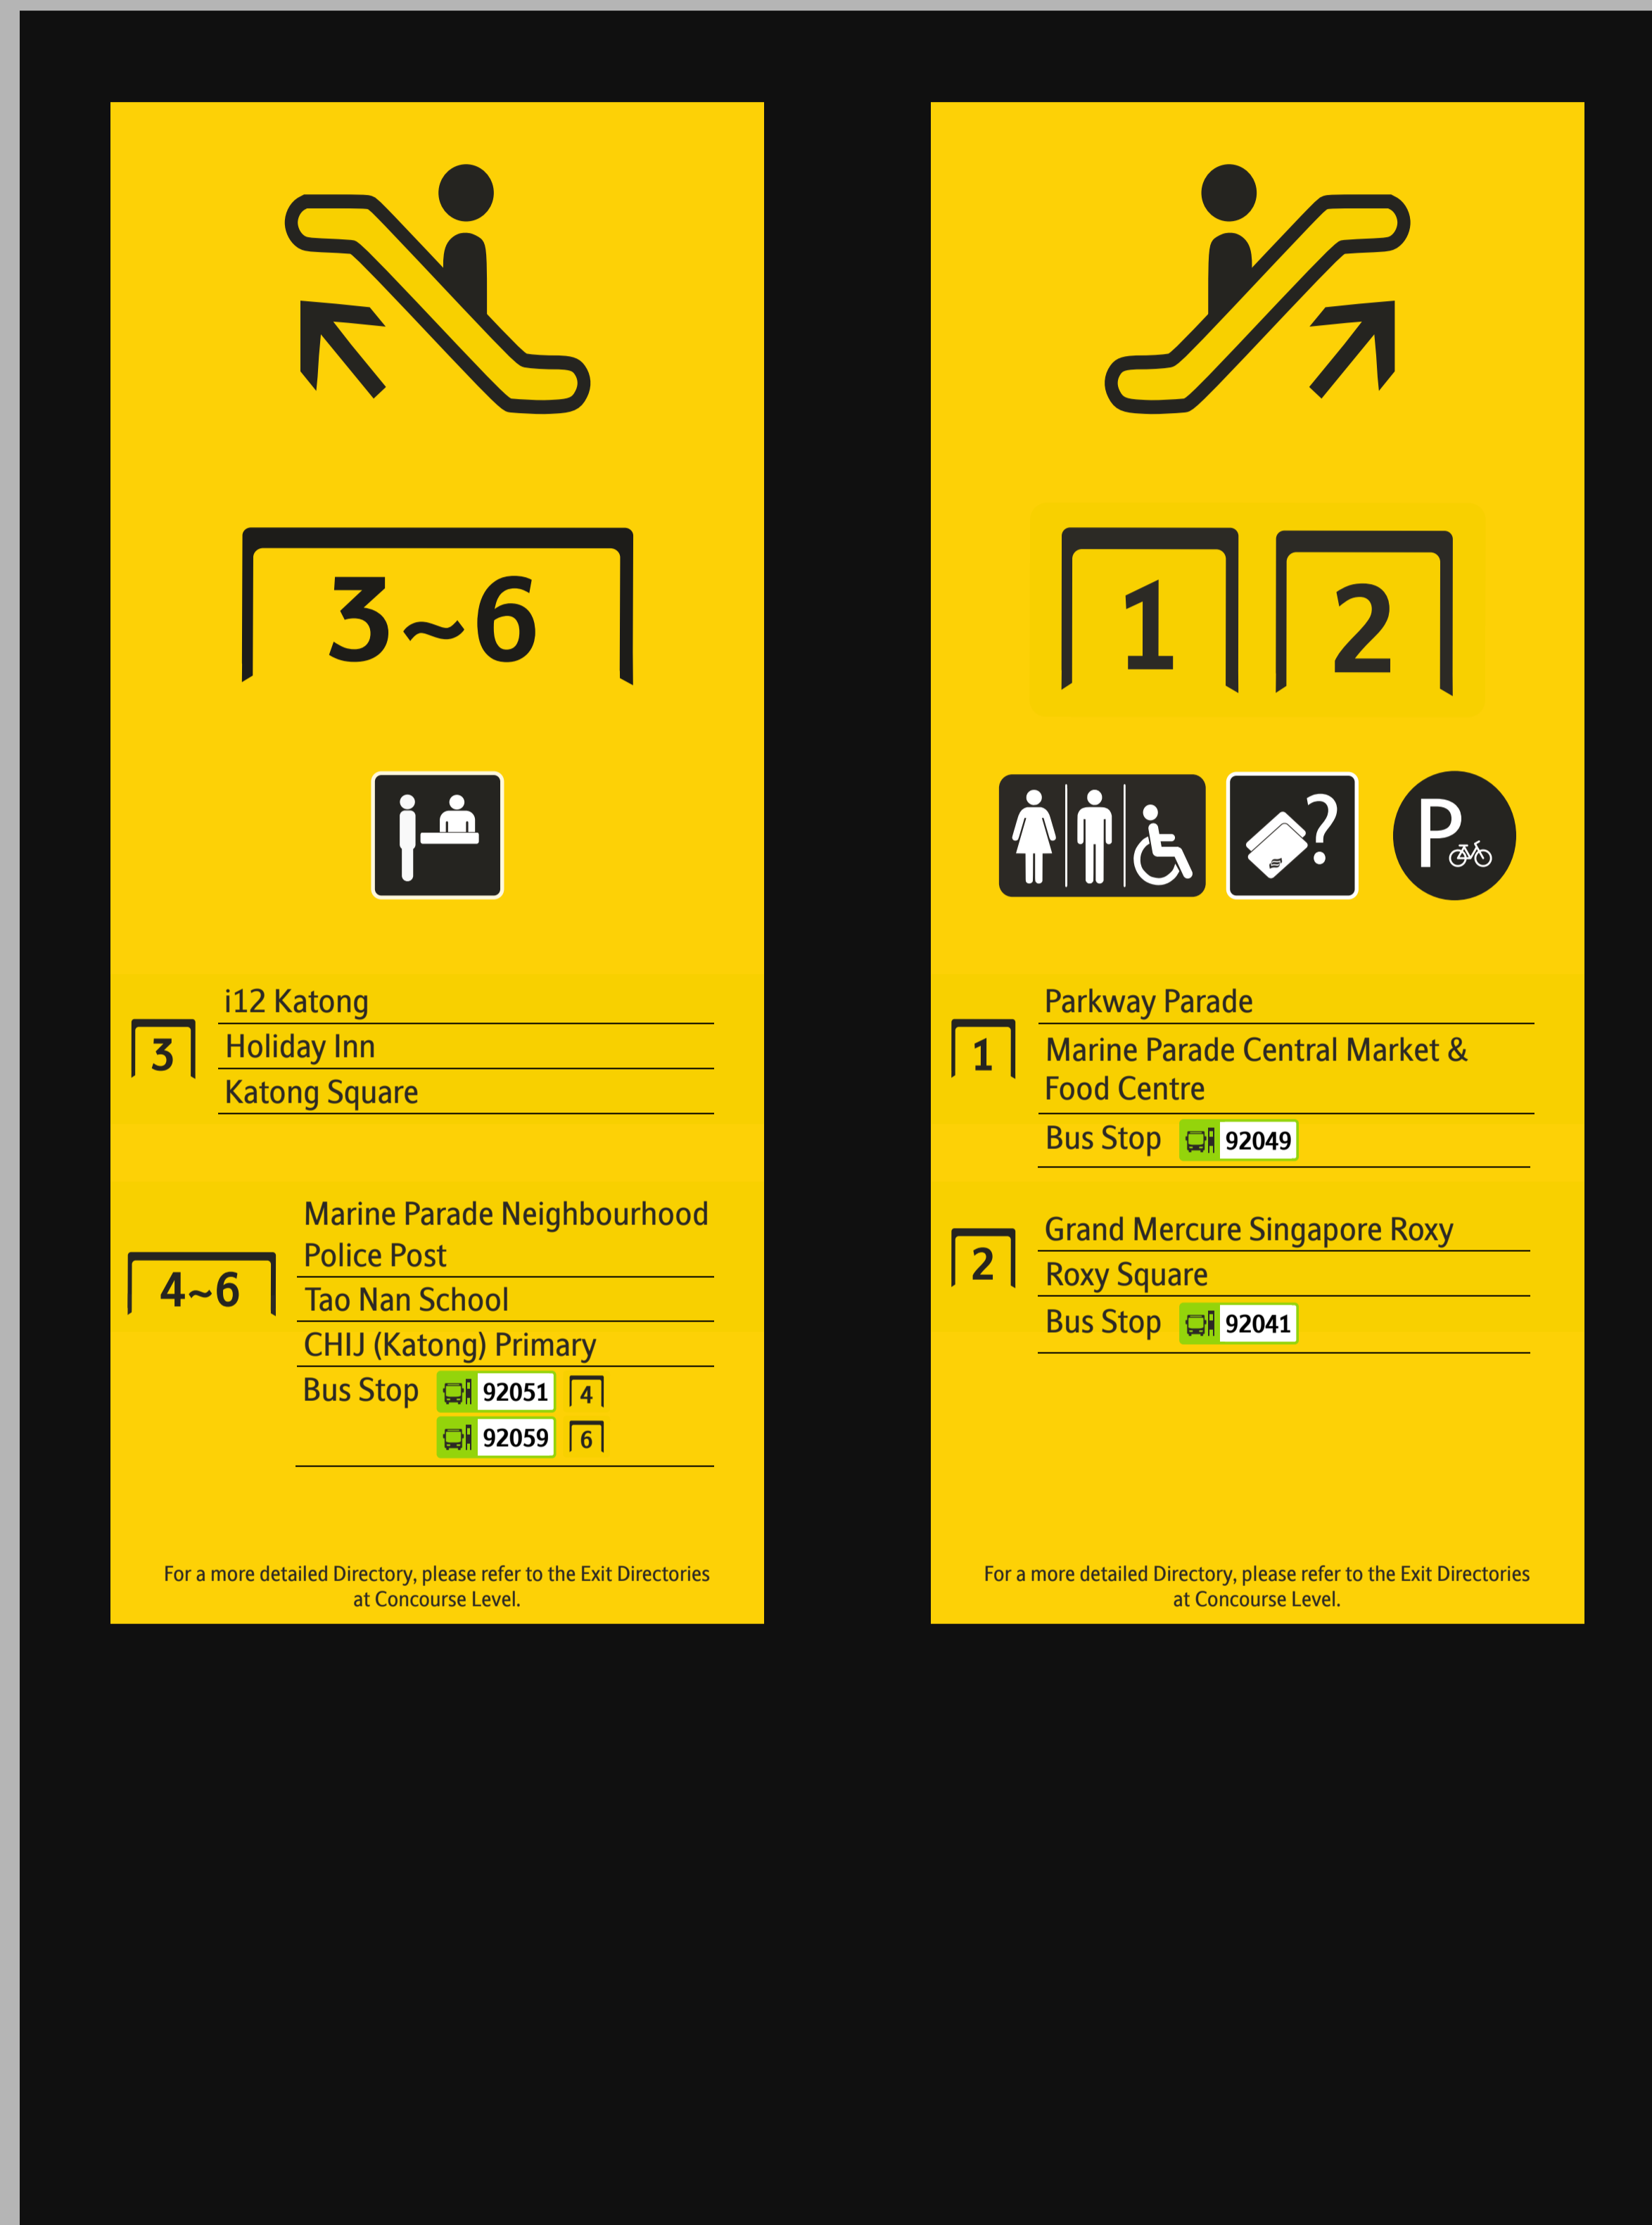 3~6
3
i12 Katong
Holiday Inn
Katong Square
4~6
Marine Parade Neighbourhood
Police Post
Tao Nan School
CHIJ (Katong) Primary
Bus Stop 92051 4
92059 6
For a more detailed Directory, please refer to the Exit Directories
at Concourse Level.
1 2
?
P
1
Parkway Parade
Marine Parade Central Market &
Food Centre
Bus Stop 92049
2
Grand Mercure Singapore Roxy
Roxy Square
Bus Stop 92041
For a more detailed Directory, please refer to the Exit Directories
at Concourse Level.